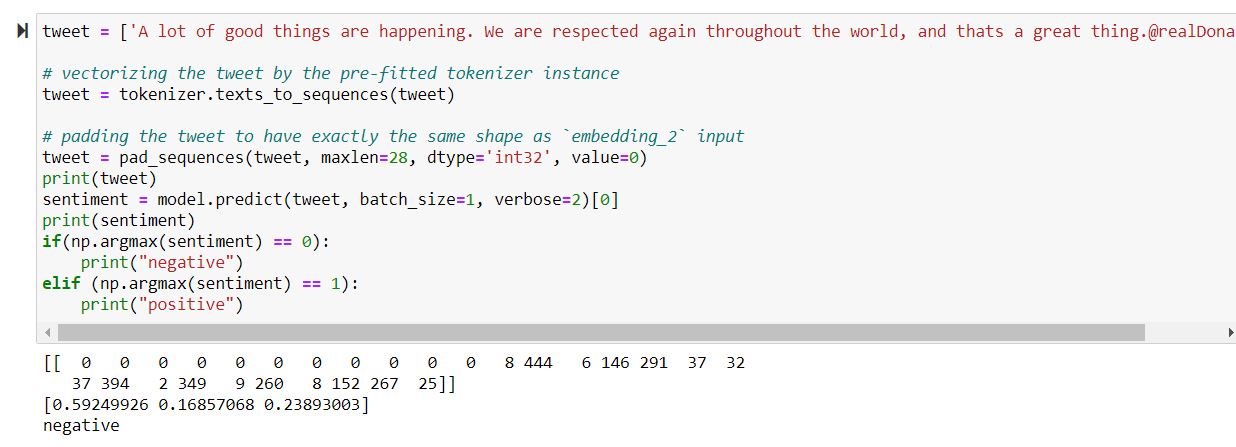 tweet = ['A lot of good things are happening. We are respected again throughout the world, and thats a great thing.@realDona
# vectorizing the tweet by the pre-fitted tokenizer instance
tweet = tokenizer.texts_to_sequences(tweet)
# padding the tweet to have exactly the same shape as `embedding_2` input
tweet = pad_sequences(tweet, maxlen=28, dtype='int32', value=0)
print(tweet)
sentiment = model.predict(tweet, batch_size=1, verbose=2)[0]
print(sentiment)
if(np.argmax(sentiment) == 0):
    print("negative")
elif (np.argmax(sentiment) == 1):
    print("positive")
[[  0   0   0   0   0   0   0   0   0   0   0   8 444   6 146 291  37  32
   37 394   2 349   9 260   8 152 267  25]]
[0.59249926 0.16857068 0.23893003]
negative